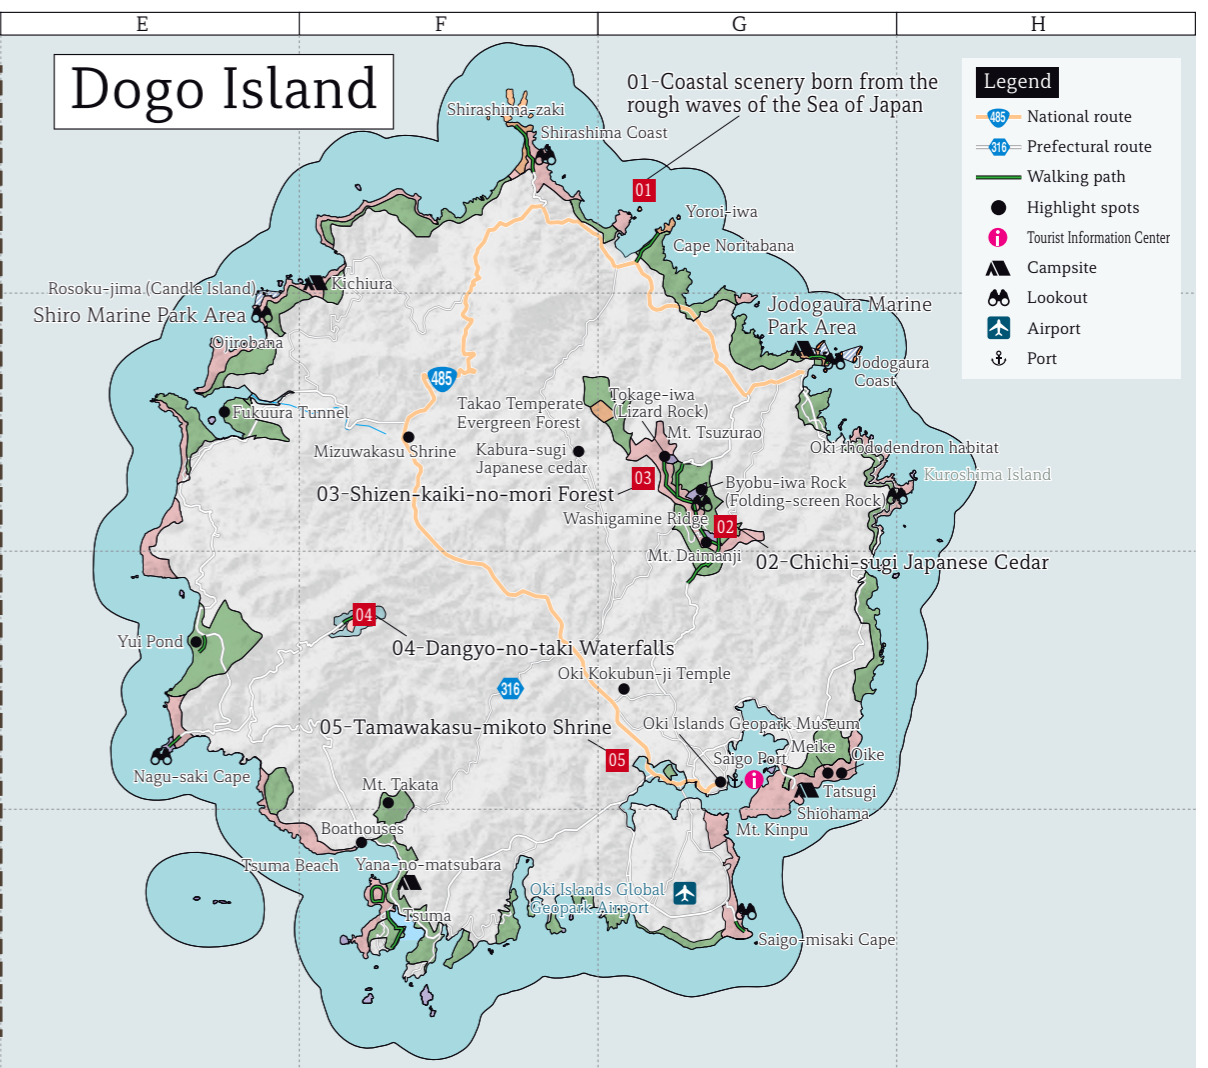 E
F
G
H
Dogo Island
01-Coastal scenery born from the
rough waves of the Sea of Japan
Legend
485 National route
316 Prefectural route
Walking path
Highlight spots
Tourist Information Center
Campsite
Lookout
Airport
Port
Shirashima-zaki
Shirashima Coast
01
Yoroi-iwa
Cape Noritabana
Rosoku-jima (Candle Island)
Kichiura
Shiro Marine Park Area
Ojirobana
Jodogaura Marine
Park Area
Jodogaura
Coast
485
Fukuura Tunnel
Mizuwakasu Shrine
Takao Temperate
Evergreen Forest
Tokage-iwa
(Lizard Rock)
Mt. Tsuzurao
Kabura-sugi
Japanese cedar
Oki rhododendron habitat
Kuroshima Island
03
03-Shizen-kaiki-no-mori Forest
Byobu-iwa Rock
(Folding-screen Rock)
Washigamine Ridge
02
Mt. Daimanji
02-Chichi-sugi Japanese Cedar
04
04-Dangyo-no-taki Waterfalls
Yui Pond
316
Oki Kokubun-ji Temple
05-Tamawakasu-mikoto Shrine
05
Oki Islands Geopark Museum
Saigo Port
Meike
Oike
Nagu-saki Cape
Mt. Takata
Tatsugi
Shiohama
Mt. Kinpu
Boathouses
Tsuma Beach
Yana-no-matsubara
Tsuma
Oki Islands Global
Geopark Airport
Saigo-misaki Cape